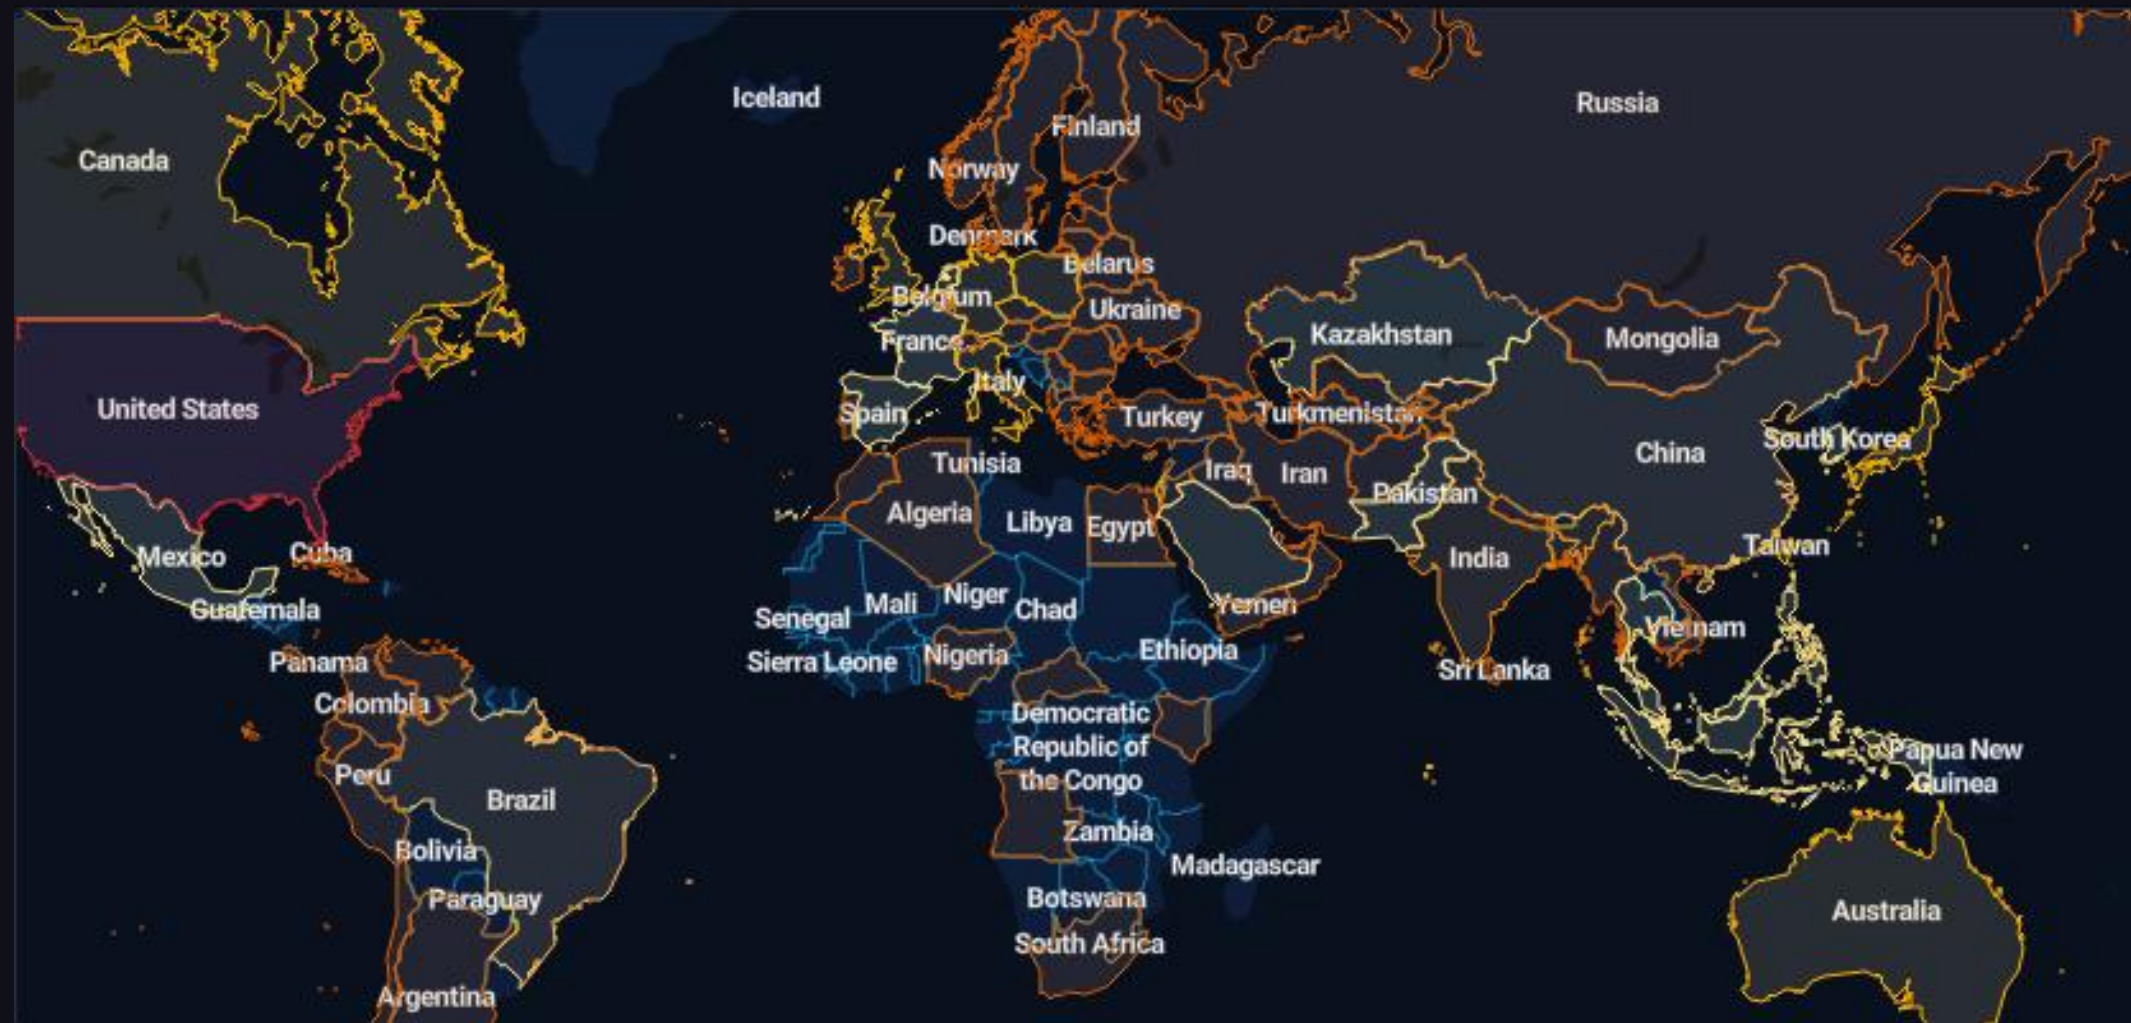 Iceland
Russia
Finland
Canada
Norway
Denmark
Belarus
Belgium
Ukraine
France
Kazakhstan
Mongolia
Italy
United States
Spain
Turkey
Turkmenistan
South Korea
China
Tunisia
Iraq
Iran
Pakistan
Algeria
Libya
Egypt
Taiwan
Cuba
Mexico
India
Niger
Mali
Chad
Yemen
Guatemala
Senegal
Vietnam
Ethiopia
Nigeria
Panama
Sierra Leone
Sri Lanka
Colombia
Democratic
Republic of
the Congo
Papua New
Guinea
Peru
Brazil
Zambia
Bolivia
Madagascar
Botswana
Paraguay
Australia
South Africa
Argentina